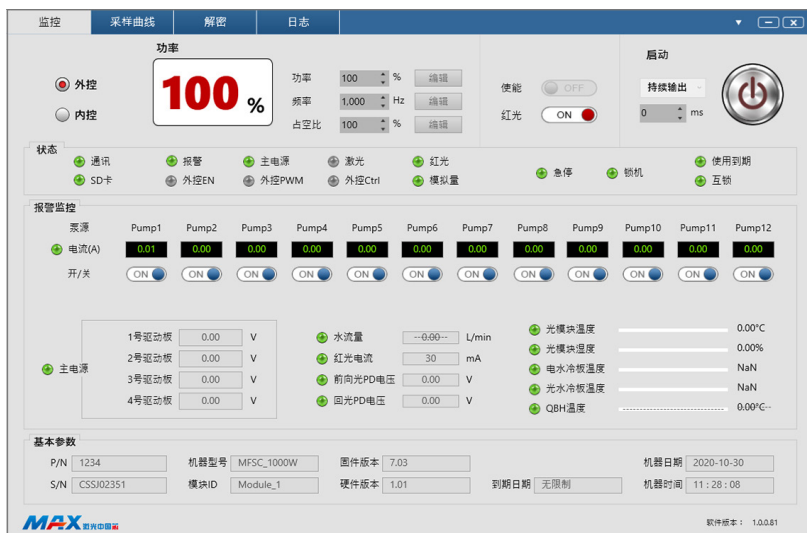 监控 采样曲线 解密 日志
功率 启动
外控 100 % 功率 100 % 编辑 使能 OFF 持续输出
内控 频率 1,000 Hz 编辑 红光 ON 0 ms
占空比 100 % 编辑
状态
通讯 报警 主电源 激光 红光 急停 锁机 使用到期
SD卡 外控EN 外控PWM 外控Ctrl 模拟量 互锁
报警监控
泵源 Pump1 Pump2 Pump3 Pump4 Pump5 Pump6 Pump7 Pump8 Pump9 Pump10 Pump11 Pump12
电流(A) 0.01 0.00 0.00 0.00 0.00 0.00 0.00 0.00 0.00 0.00 0.00 0.00
开/关 ON ON ON ON ON ON ON ON ON ON ON ON
主电源
1号驱动板 0.00 V
2号驱动板 0.00 V
3号驱动板 0.00 V
4号驱动板 0.00 V
水流量 --0.00-- L/min
红光电流 30 mA
前向光PD电压 0.00 V
回光PD电压 0.00 V
光模块温度 0.00°C
光模块湿度 0.00%
电水冷板温度 NaN
光水冷板温度 NaN
QBH温度 0.00°C--
基本参数
P/N 1234 机器型号 MFSC_1000W 固件版本 7.03 机器日期 2020-10-30
S/N CSSJ02351 模块ID Module_1 硬件版本 1.01 到期日期 无限制 机器时间 11 : 28 : 08
MAX 激光中国芯 软件版本： 1.0.0.81